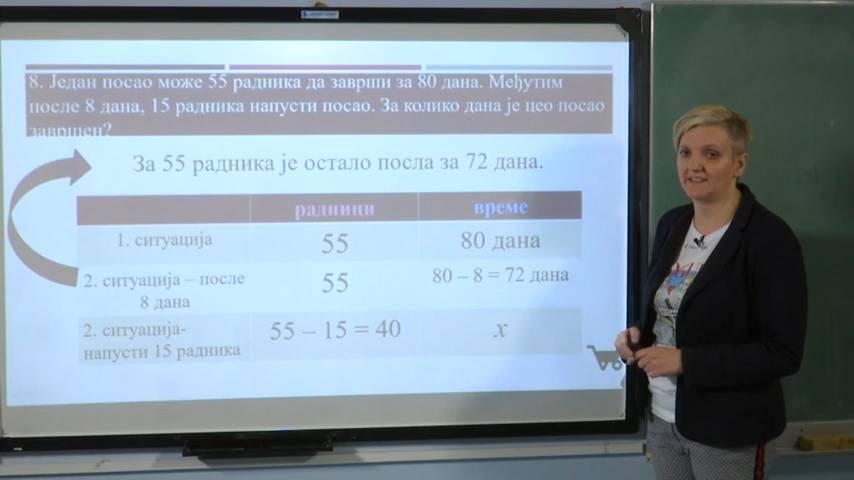 8. Један посао може 55 радника да заврши за 80 дана. Међутим
после 8 дана, 15 радника напусти посао. За колико дана је цео посао
завршен?
За 55 радника је остало посла за 72 дана.
радници време
1. ситуација 55 80 дана
2. ситуација – после
8 дана 55 80 – 8 = 72 дана
2. ситуација-
напусти 15 радника 55 – 15 = 40 x